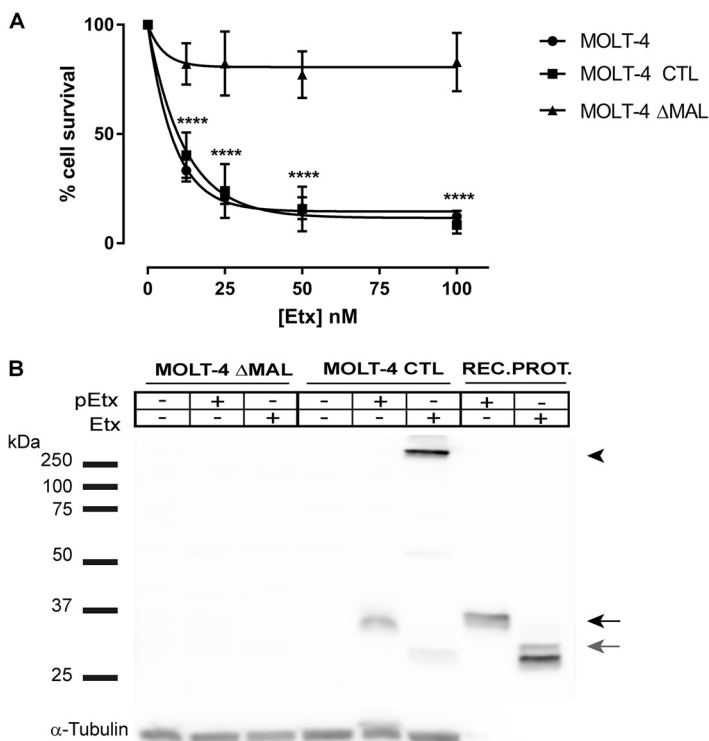 A
100
50
0
% cell survival
****
****
****
****
0 25 50 75 100
[Etx] nM
MOLT-4
MOLT-4 CTL
MOLT-4 ΔMAL
B
MOLT-4 ΔMAL MOLT-4 CTL REC.PROT.
pEtx - + - - + - + -
Etx - - + - - + - +
kDa
250
100
75
50
37
25
α-Tubulin